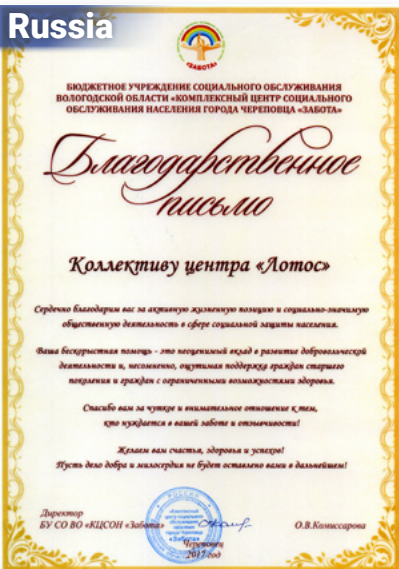 Russia
«ЗАБОТА»
БЮДЖЕТНОЕ УЧРЕЖДЕНИЕ СОЦИАЛЬНОГО ОБСЛУЖИВАНИЯ
ВОЛОГОДСКОЙ ОБЛАСТИ «КОМПЛЕКСНЫЙ ЦЕНТР СОЦИАЛЬНОГО
ОБСЛУЖИВАНИЯ НАСЕЛЕНИЯ ГОРОДА ЧЕРЕПОВЦА «ЗАБОТА»
Благодарственное
письмо
Коллективу центра «Лотос»
Сердечно благодарим вас за активную жизненную позицию и социально-значимую
общественную деятельность в сфере социальной защиты населения.
Ваша бескорыстная помощь - это неоценимый вклад в развитие добровольческой
деятельности и, несомненно, ощутимая поддержка граждан старшего
поколения и граждан с ограниченными возможностями здоровья.
Спасибо вам за чуткое и внимательное отношение к тем,
кто нуждается в вашей заботе и отзывчивости!
Желаем вам счастья, здоровья и успехов!
Пусть дело добра и милосердия не будет оставлено вами в дальнейшем!
Директор
БУ СО ВО «КЦСОН «Забота»
О.В.Комиссарова
«Забота»
Череповец
2017 год